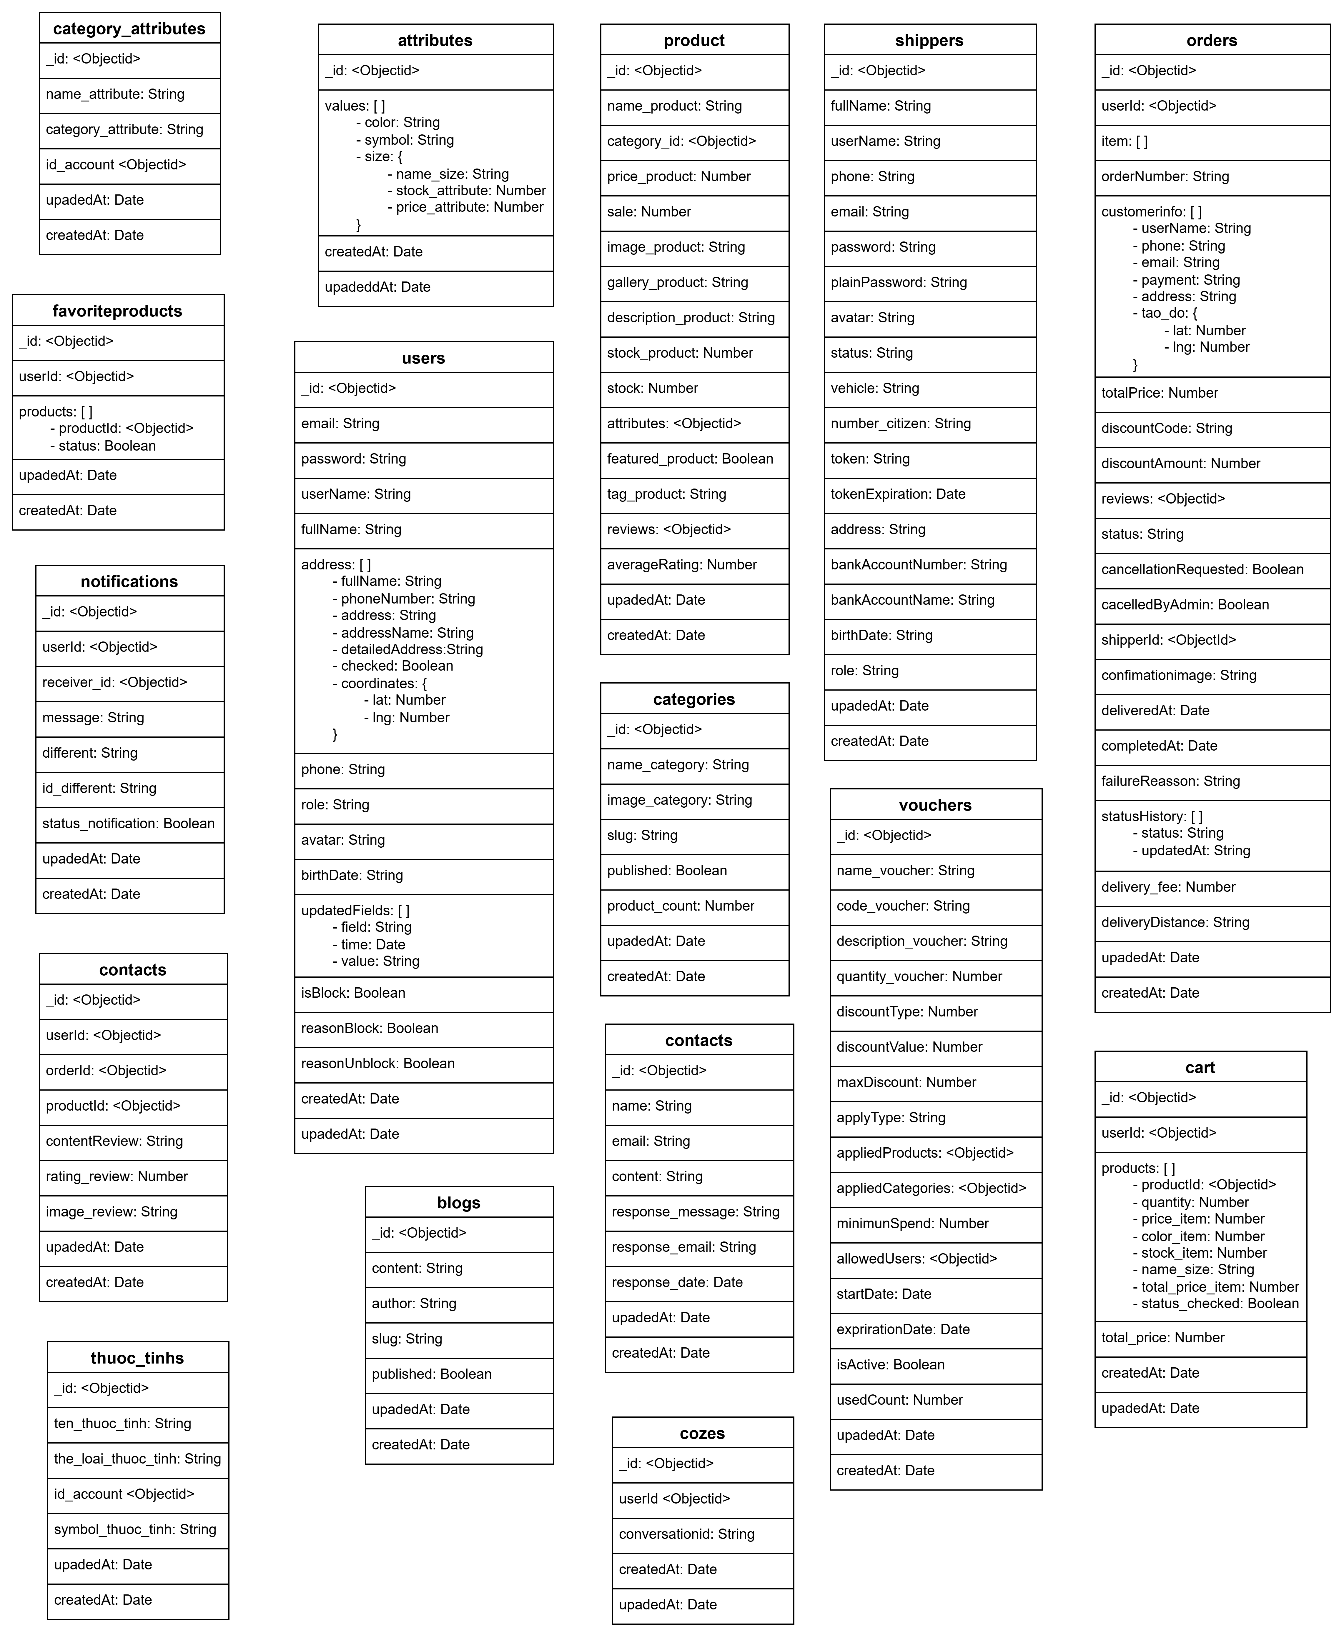 category_attributes
_id: <Objectid>
name_attribute: String
category_attribute: String
id_account <Objectid>
upadedAt: Date
createdAt: Date
favoriteproducts
_id: <Objectid>
userId: <Objectid>
products: [ ]
- productId: <Objectid>
- status: Boolean
upadedAt: Date
createdAt: Date
notifications
_id: <Objectid>
userId: <Objectid>
receiver_id: <Objectid>
message: String
different: String
id_different: String
status_notification: Boolean
upadedAt: Date
createdAt: Date
contacts
_id: <Objectid>
userId: <Objectid>
orderId: <Objectid>
productId: <Objectid>
contentReview: String
rating_review: Number
image_review: String
upadedAt: Date
createdAt: Date
thuoc_tinhs
_id: <Objectid>
ten_thuoc_tinh: String
the_loai_thuoc_tinh: String
id_account <Objectid>
symbol_thuoc_tinh: String
upadedAt: Date
createdAt: Date
attributes
_id: <Objectid>
values: [ ]
- color: String
- symbol: String
- size: {
- name_size: String
- stock_attribute: Number
- price_attribute: Number
}
createdAt: Date
upadeddAt: Date
users
_id: <Objectid>
email: String
password: String
userName: String
fullName: String
address: [ ]
- fullName: String
- phoneNumber: String
- address: String
- addressName: String
- detailedAddress:String
- checked: Boolean
- coordinates: {
- lat: Number
- lng: Number
}
phone: String
role: String
avatar: String
birthDate: String
updatedFields: [ ]
- field: String
- time: Date
- value: String
isBlock: Boolean
reasonBlock: Boolean
reasonUnblock: Boolean
createdAt: Date
upadedAt: Date
blogs
_id: <Objectid>
content: String
author: String
slug: String
published: Boolean
upadedAt: Date
createdAt: Date
product
_id: <Objectid>
name_product: String
category_id: <Objectid>
price_product: Number
sale: Number
image_product: String
gallery_product: String
description_product: String
stock_product: Number
stock: Number
attributes: <Objectid>
featured_product: Boolean
tag_product: String
reviews: <Objectid>
averageRating: Number
upadedAt: Date
createdAt: Date
categories
_id: <Objectid>
name_category: String
image_category: String
slug: String
published: Boolean
product_count: Number
upadedAt: Date
createdAt: Date
contacts
_id: <Objectid>
name: String
email: String
content: String
response_message: String
response_email: String
response_date: Date
upadedAt: Date
createdAt: Date
cozes
_id: <Objectid>
userId <Objectid>
conversationid: String
createdAt: Date
upadedAt: Date
shippers
_id: <Objectid>
fullName: String
userName: String
phone: String
email: String
password: String
plainPassword: String
avatar: String
status: String
vehicle: String
number_citizen: String
token: String
tokenExpiration: Date
address: String
bankAccountNumber: String
bankAccountName: String
birthDate: String
role: String
upadedAt: Date
createdAt: Date
vouchers
_id: <Objectid>
name_voucher: String
code_voucher: String
description_voucher: String
quantity_voucher: Number
discountType: Number
discountValue: Number
maxDiscount: Number
applyType: String
appliedProducts: <Objectid>
appliedCategories: <Objectid>
minimunSpend: Number
allowedUsers: <Objectid>
startDate: Date
exprirationDate: Date
isActive: Boolean
usedCount: Number
upadedAt: Date
createdAt: Date
orders
_id: <Objectid>
userId: <Objectid>
item: [ ]
orderNumber: String
customerinfo: [ ]
- userName: String
- phone: String
- email: String
- payment: String
- address: String
- tao_do: {
- lat: Number
- lng: Number
}
totalPrice: Number
discountCode: String
discountAmount: Number
reviews: <Objectid>
status: String
cancellationRequested: Boolean
cacelledByAdmin: Boolean
shipperId: <ObjectId>
confimationimage: String
deliveredAt: Date
completedAt: Date
failureReasson: String
statusHistory: [ ]
- status: String
- updatedAt: String
delivery_fee: Number
deliveryDistance: String
upadedAt: Date
createdAt: Date
cart
_id: <Objectid>
userId: <Objectid>
products: [ ]
- productId: <Objectid>
- quantity: Number
- price_item: Number
- color_item: Number
- stock_item: Number
- name_size: String
- total_price_item: Number
- status_checked: Boolean
total_price: Number
createdAt: Date
upadedAt: Date